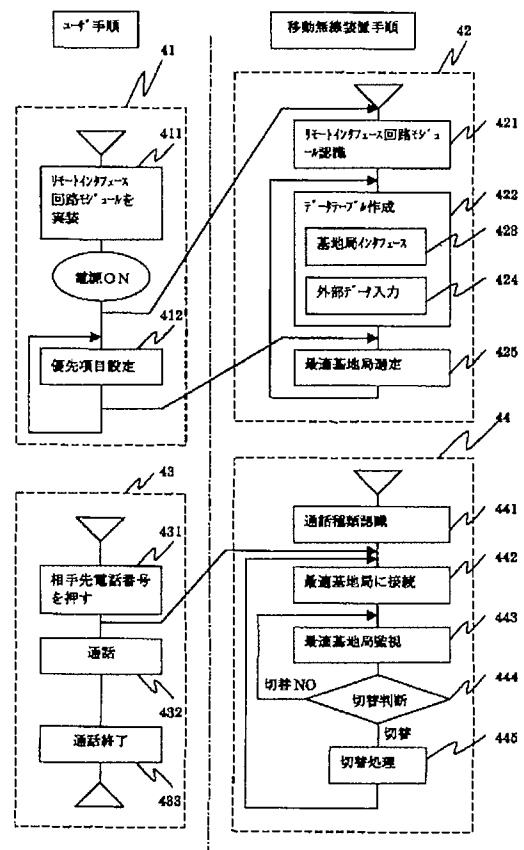 ユーザ手順
移動無線装置手順
41
42
411
リモートインタフェース
回路モジュールを
実装
電源ON
412
優先項目設定
421
リモートインタフェース回路モジュ
ール認識
422
データテーブル作成
423
基地局インタフェース
424
外部データ入力
425
最適基地局選定
43
431
相手先電話番号
を押す
通話
432
通話終了
433
44
441
通話種類認識
442
最適基地局に接続
443
最適基地局監視
444
切替NO
切替判断
切替
445
切替処理